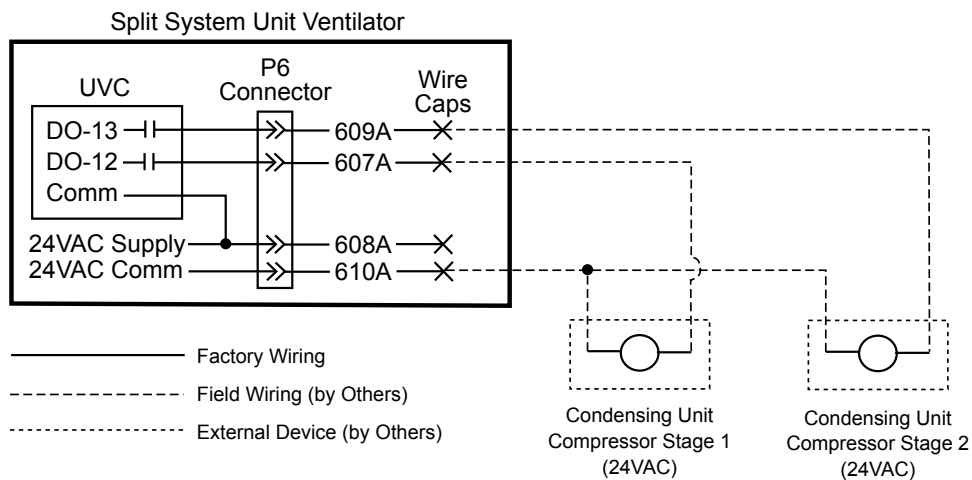 Split System Unit Ventilator
UVC
P6
Connector
Wire
Caps
DO-13
609A
DO-12
607A
Comm
24VAC Supply
608A
24VAC Comm
610A
Factory Wiring
Field Wiring (by Others)
External Device (by Others)
Condensing Unit
Compressor Stage 1
(24VAC)
Condensing Unit
Compressor Stage 2
(24VAC)